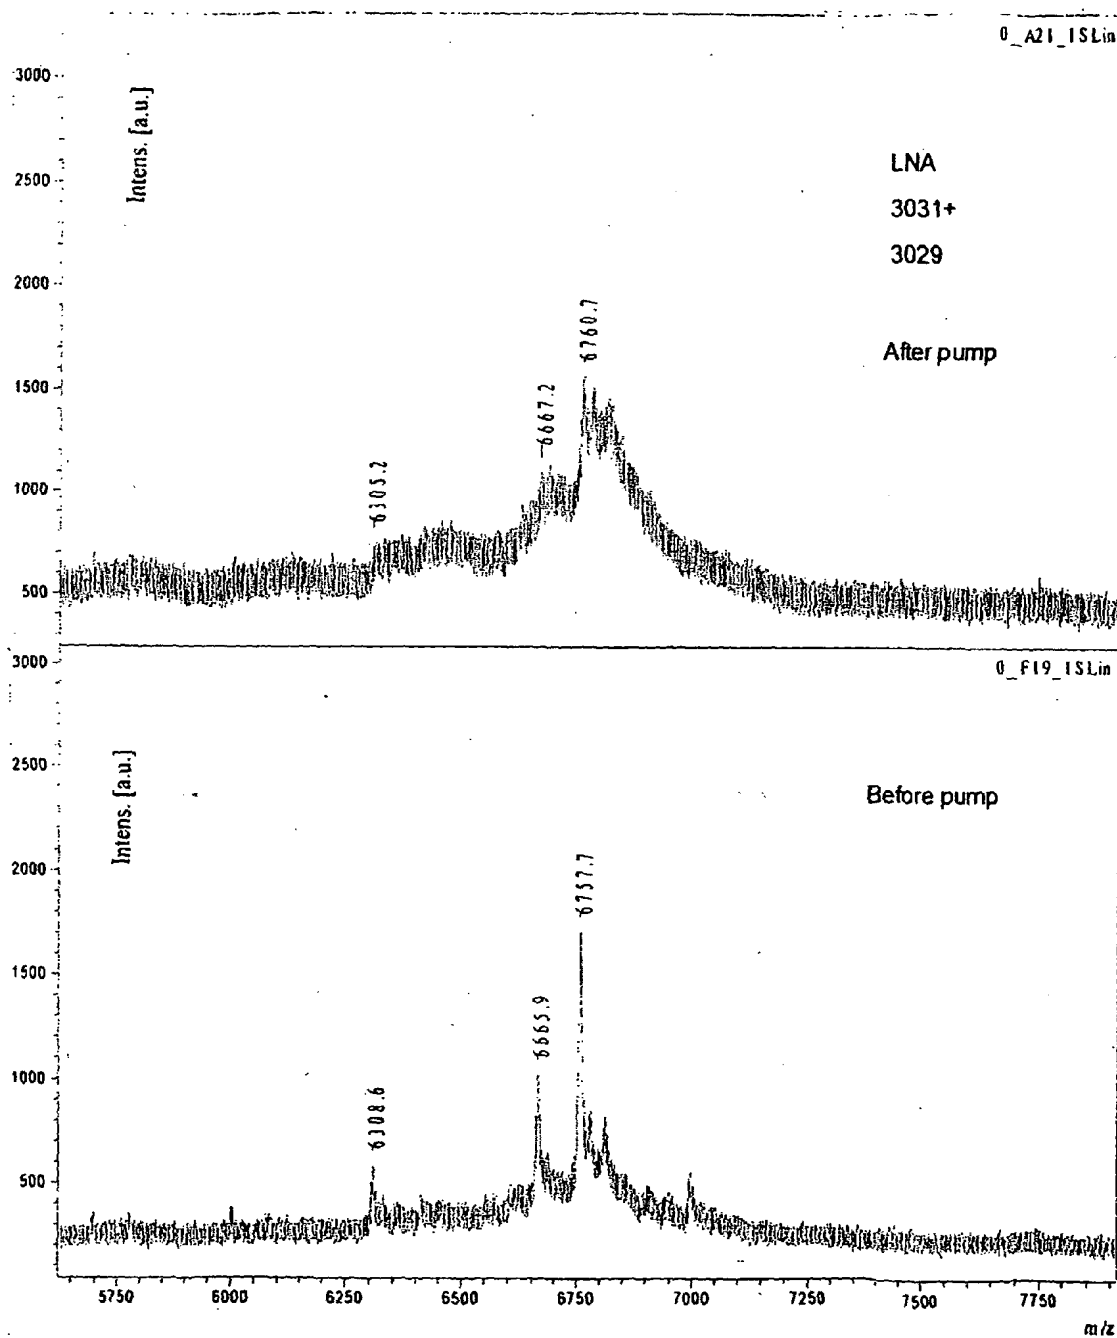 0_A21_1SLin
3000
Intens. [a.u.]
2500
2000
1500
1000
500
LNA
3031+
3029
After pump
6305.2
6667.2
6760.7
0_F19_1SLin
3000
Intens. [a.u.]
2500
2000
1500
1000
500
Before pump
6308.6
6665.9
6757.7
5750 6000 6250 6500 6750 7000 7250 7500 7750
m/z